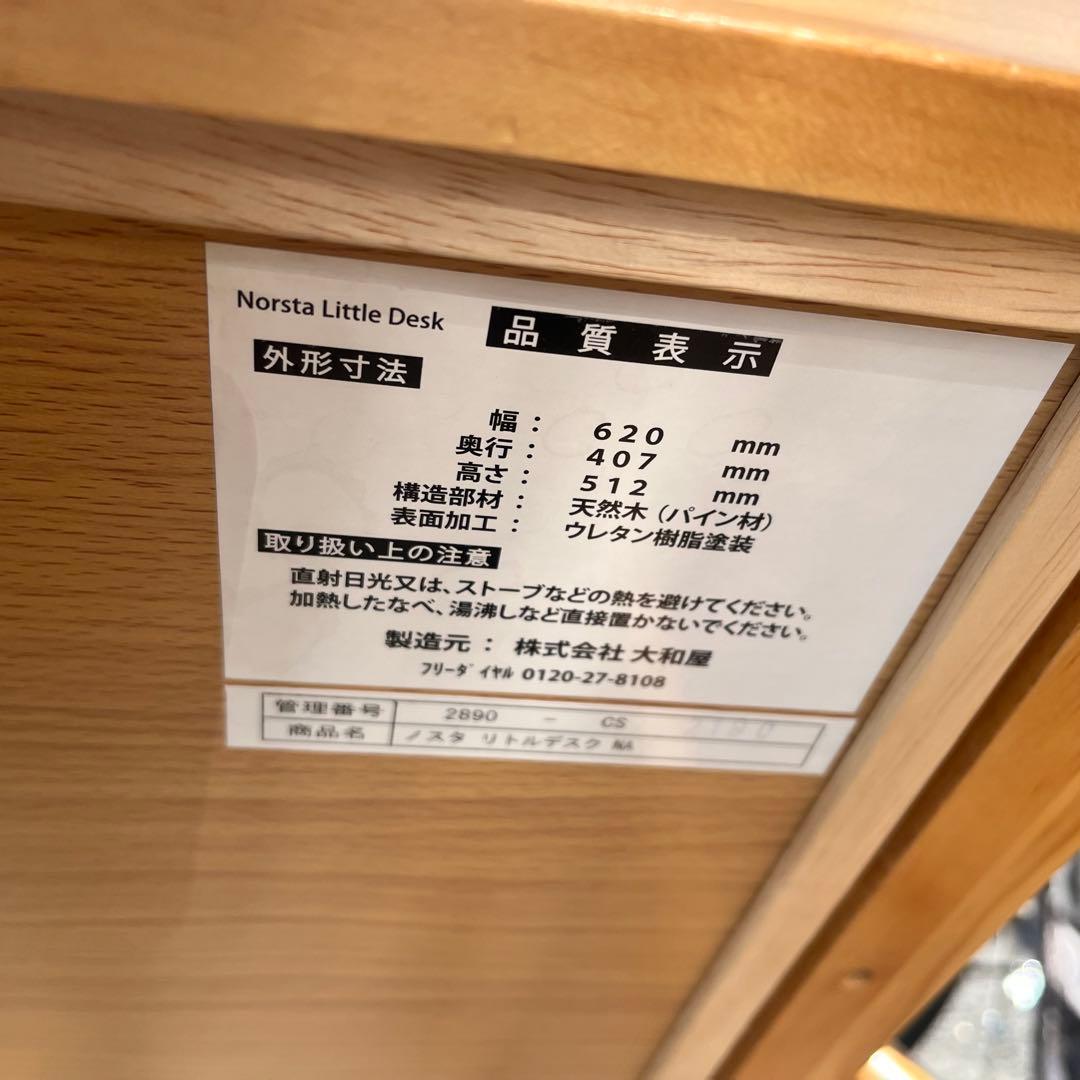 Norsta Little Desk
品質表示
外形寸法
幅： 620 mm
奥行： 407 mm
高さ： 512 mm
構造部材： 天然木（パイン材）
表面加工： ウレタン樹脂塗装
取り扱い上の注意
直射日光又は、ストーブなどの熱を避けてください。
加熱したなべ、湯沸しなど直接置かないでください。
製造元： 株式会社 大和屋
フリーダイヤル 0120-27-8108
管理番号 2890 - CS
商品名 ノスタ リトルデスク NA